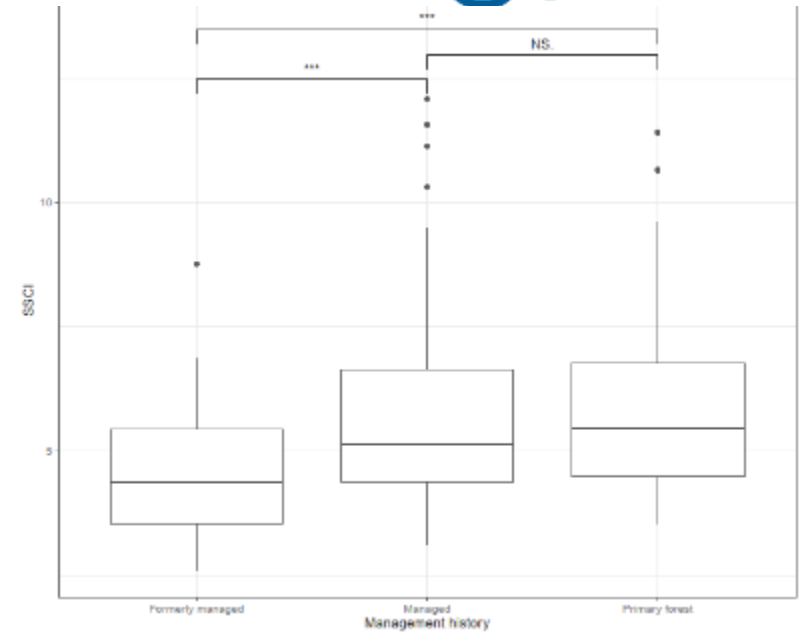 ***
NS.
***
10
SSCI
5
Formerly managed Managed Primary forest
Management history